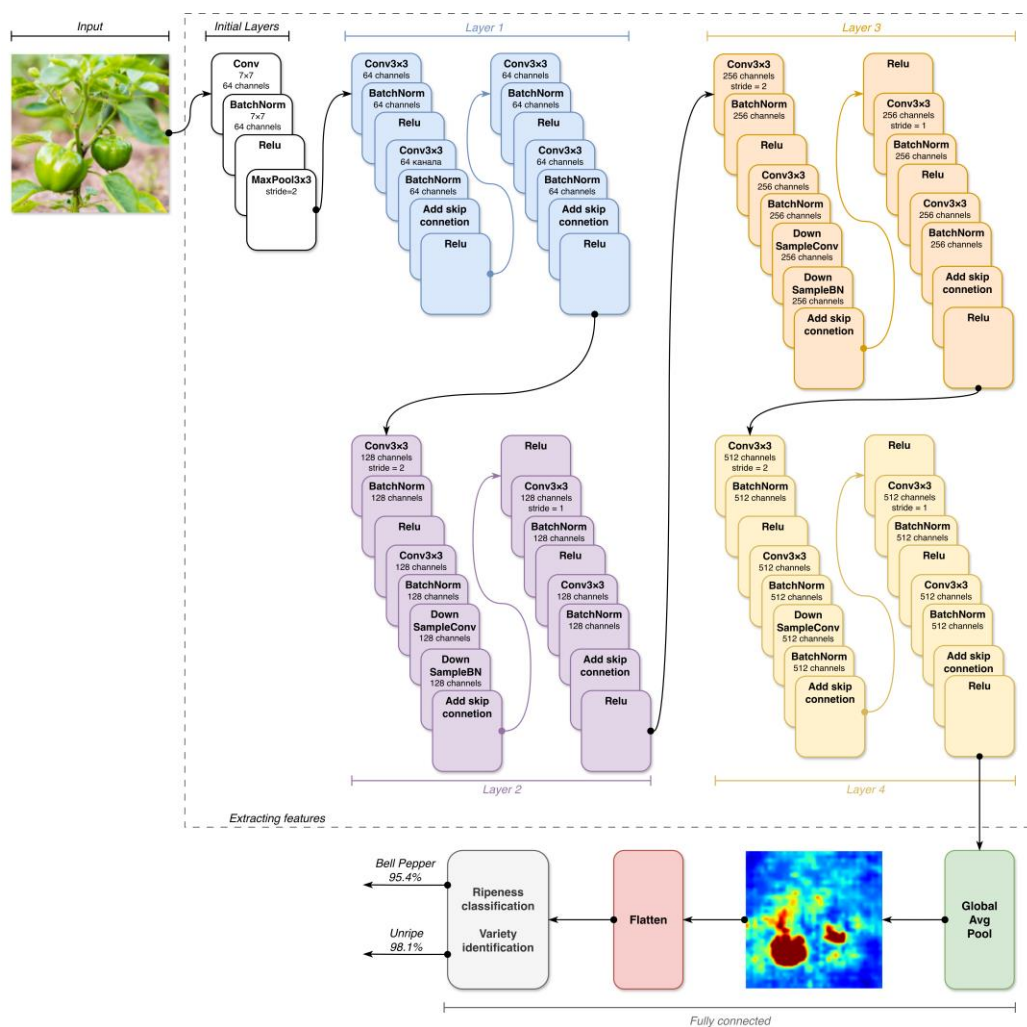 Input
Initial Layers
Layer 1
Layer 3
Conv
7×7
64 channels
BatchNorm
7×7
64 channels
Relu
MaxPool3x3
stride=2
Conv3×3
64 channels
BatchNorm
64 channels
Relu
Conv3×3
64 канала
BatchNorm
64 channels
Add skip
connetion
Relu
Conv3×3
64 channels
BatchNorm
64 channels
Relu
Conv3×3
64 channels
BatchNorm
64 channels
Add skip
connetion
Relu
Conv3×3
128 channels
stride = 2
BatchNorm
128 channels
Relu
Conv3×3
128 channels
BatchNorm
128 channels
Down
SampleConv
128 channels
Down
SampleBN
128 channels
Add skip
connetion
Relu
Conv3×3
128 channels
stride = 1
BatchNorm
128 channels
Relu
Conv3×3
128 channels
BatchNorm
128 channels
Add skip
connetion
Relu
Layer 2
Conv3×3
256 channels
stride = 2
BatchNorm
256 channels
Relu
Conv3×3
256 channels
BatchNorm
256 channels
Down
SampleConv
256 channels
Down
SampleBN
256 channels
Add skip
connetion
Relu
Conv3×3
256 channels
stride = 1
BatchNorm
256 channels
Relu
Conv3×3
256 channels
BatchNorm
256 channels
Add skip
connetion
Relu
Conv3×3
512 channels
stride = 2
BatchNorm
512 channels
Relu
Conv3×3
512 channels
BatchNorm
512 channels
Down
SampleConv
512 channels
BatchNorm
512 channels
Add skip
connetion
Relu
Conv3×3
512 channels
stride = 1
BatchNorm
512 channels
Relu
Conv3×3
512 channels
BatchNorm
512 channels
Add skip
connetion
Relu
Layer 4
Extracting features
Bell Pepper
95.4%
Unripe
98.1%
Ripeness
classification
Variety
identification
Flatten
Global
Avg
Pool
Fully connected